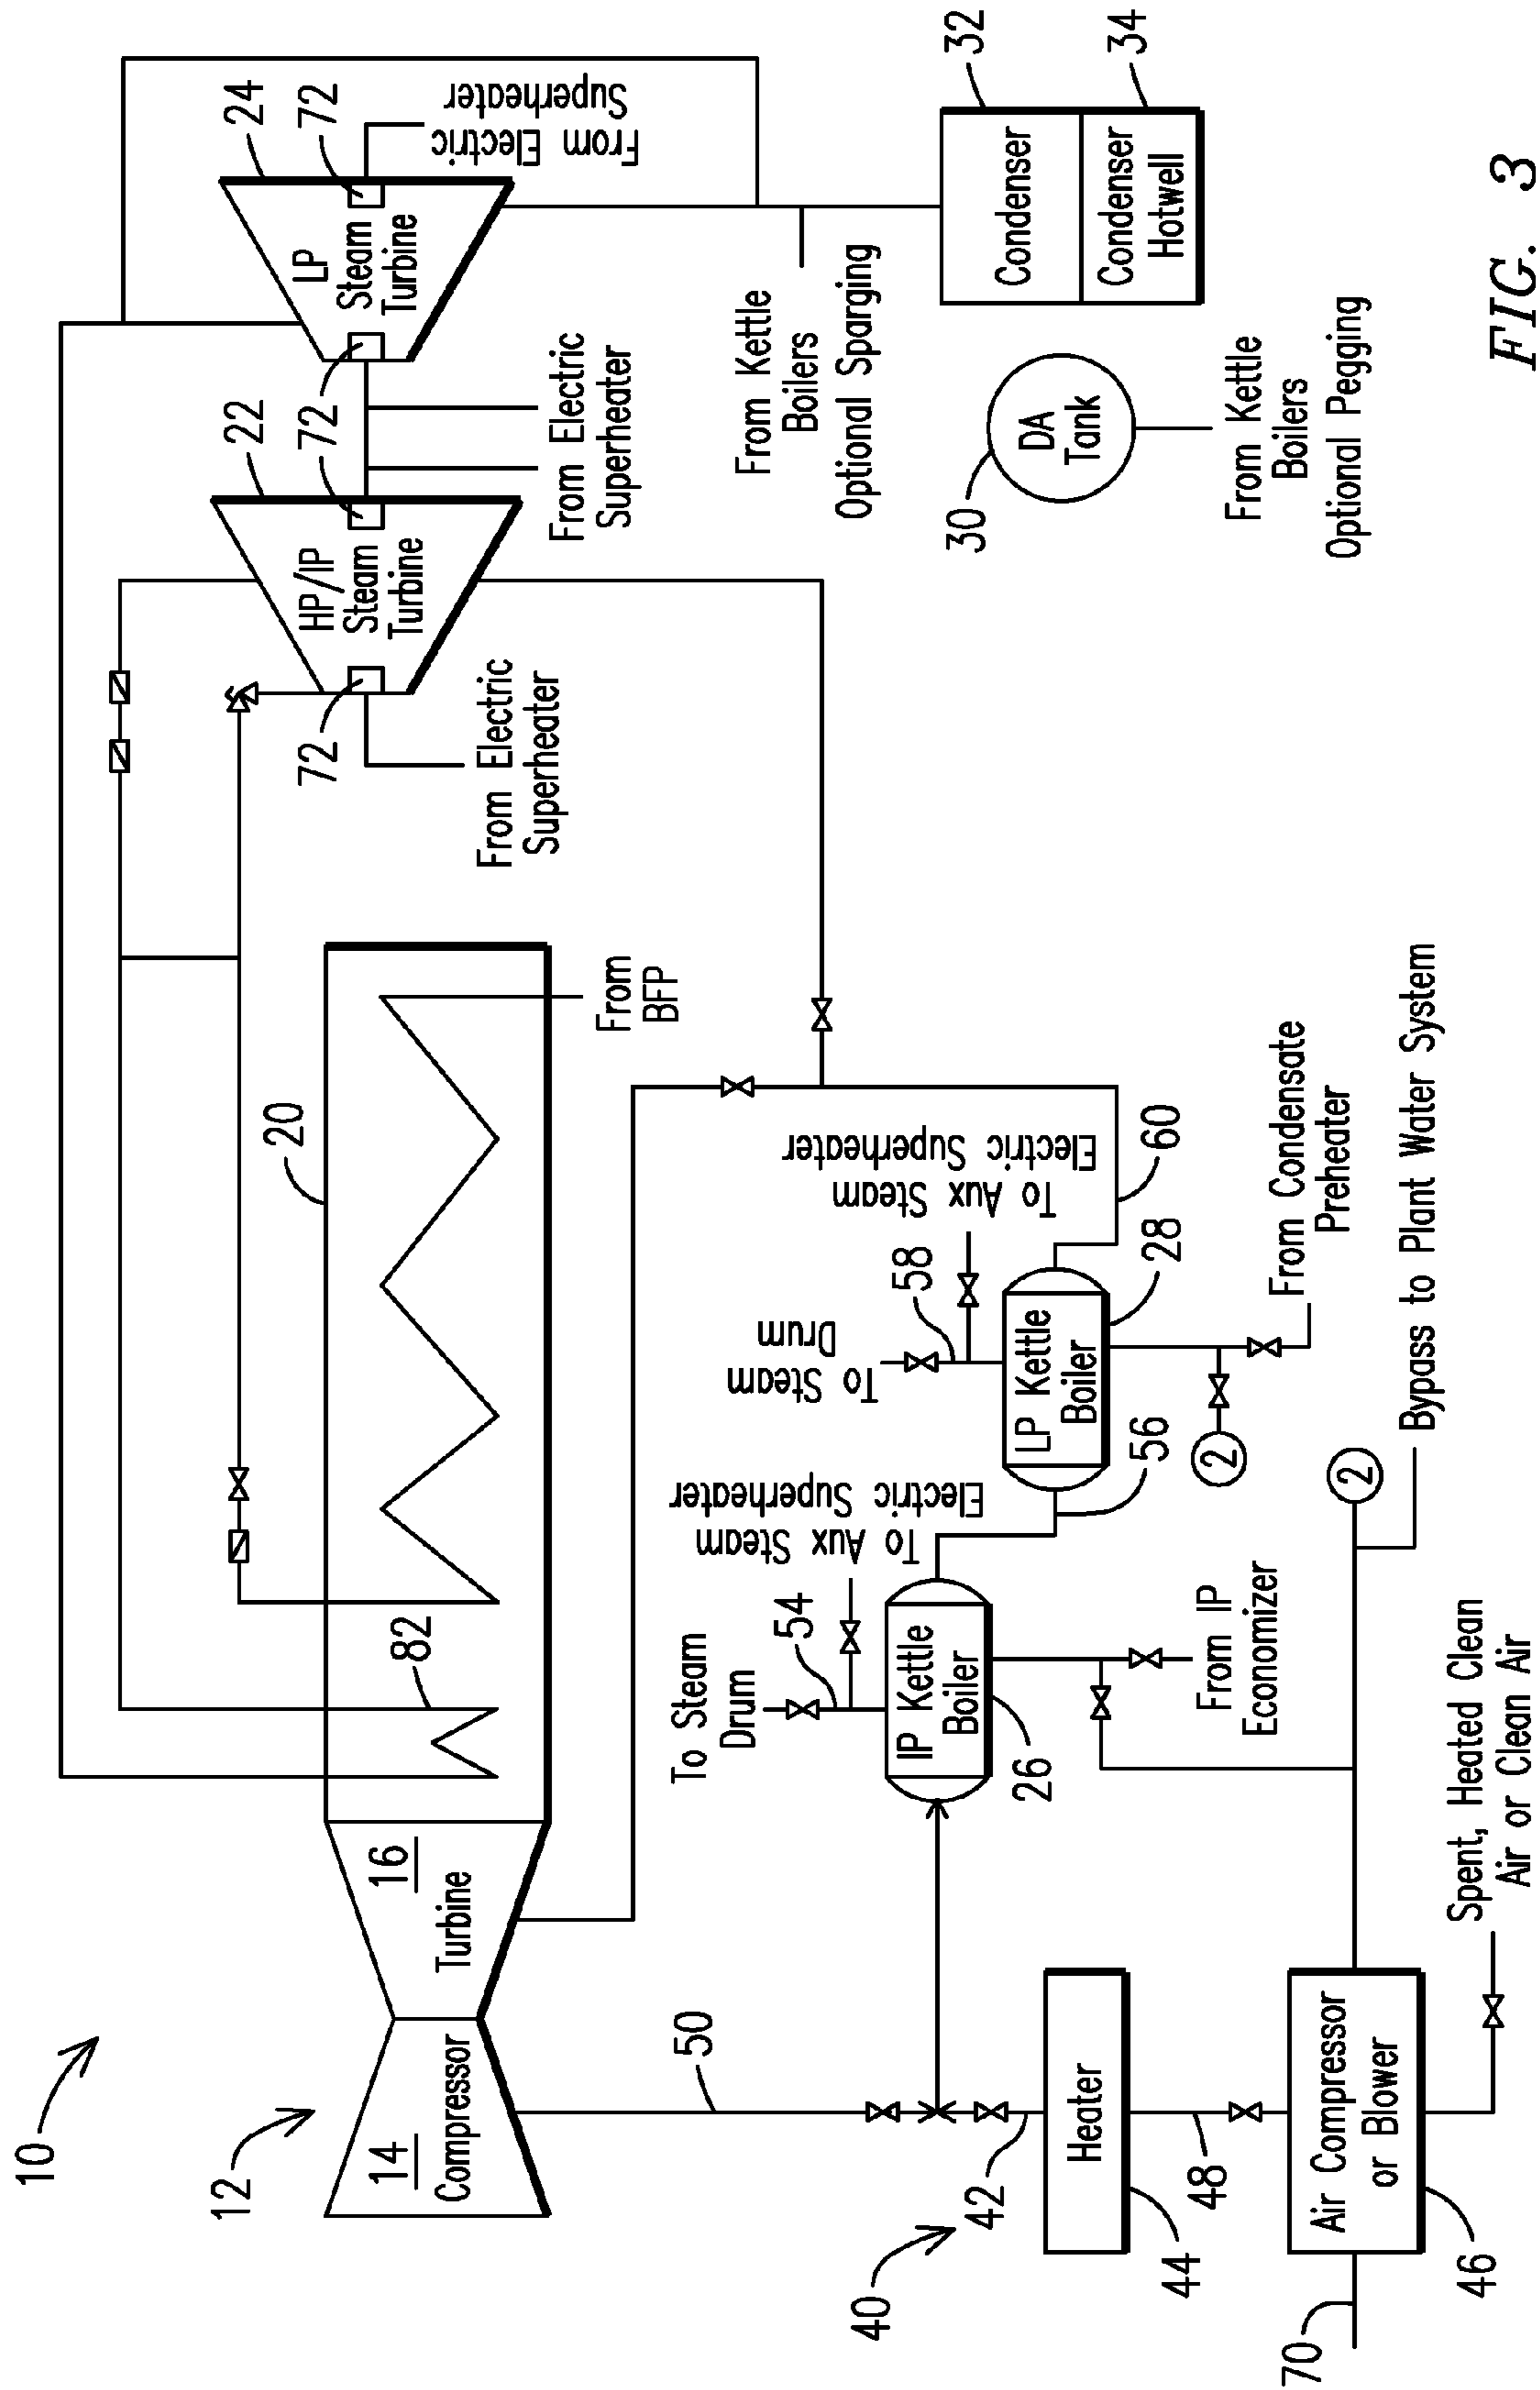 10
12
14
Compressor
16
Turbine
20
82
From
BFP
22
HP/IP
Steam
Turbine
72
72
From Electric
Superheater
24
LP
Steam
Turbine
72
72
From Electric
Superheater
From Electric
Superheater
From Kettle
Boilers
Optional Sparging
32
Condenser
34
Condenser
Hotwell
30
DA
Tank
From Kettle
Boilers
Optional Pegging
50
To Steam
Drum
54
To Aux Steam
Electric Superheater
IP Kettle
Boiler
26
From IP
Economizer
56
To Steam
Drum
58
To Aux Steam
Electric Superheater
LP Kettle
Boiler
28
60
2
From Condensate
Preheater
40
42
Heater
44
48
Air Compressor
or Blower
46
70
2
Bypass to Plant Water System
Spent, Heated Clean
Air or Clean Air
FIG. 3